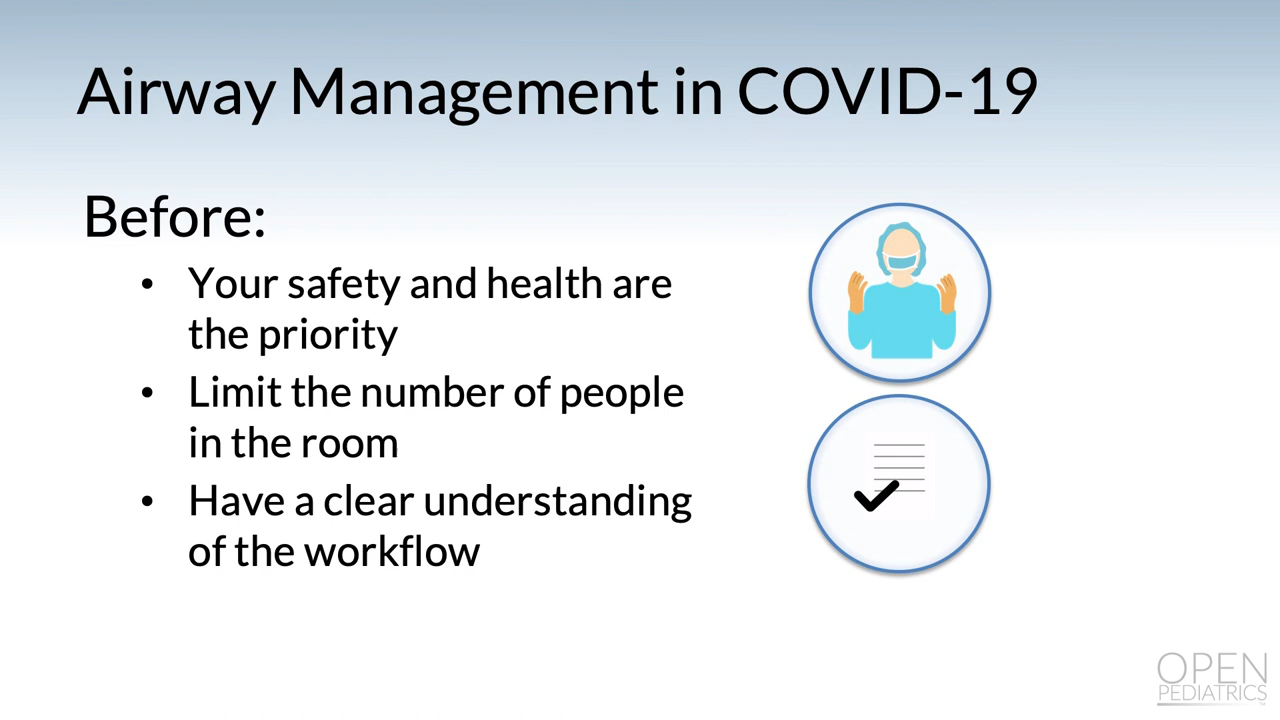 Airway Management in COVID-19
Before:
• Your safety and health are
the priority
• Limit the number of people
in the room
• Have a clear understanding
of the workflow
OPEN
PEDIATRICS